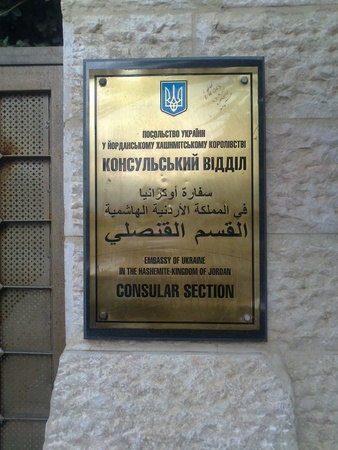 ПОСОЛЬСТВО УКРАЇНИ
У ЙОРДАНСЬКОМУ ХАШИМІТСЬКОМУ КОРОЛІВСТВІ
КОНСУЛЬСЬКИЙ ВІДДІЛ
سفارة أوكرانيا
في المملكة الأردنية الهاشمية
القسم القنصلي
EMBASSY OF UKRAINE
IN THE HASHEMITE KINGDOM OF JORDAN
CONSULAR SECTION